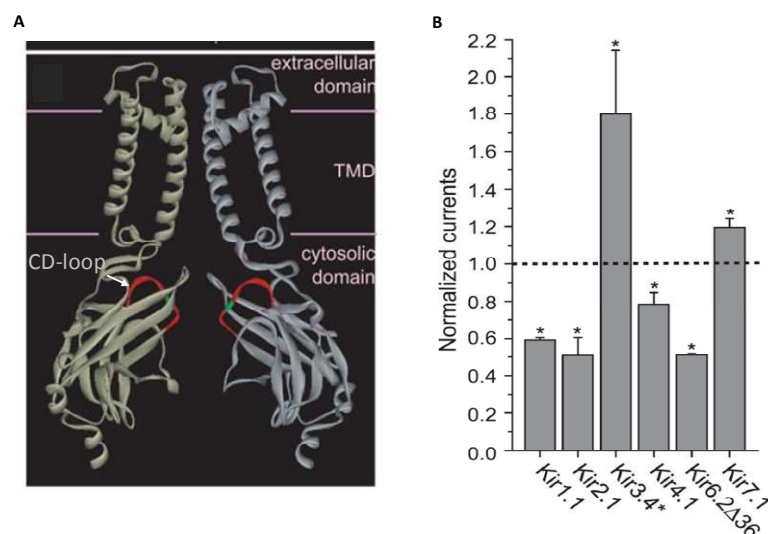 A
extracellular
domain
TMD
CD-loop
cytosolic
domain
B
Normalized currents
2.2
2.0
1.8
1.6
1.4
1.2
1.0
0.8
0.6
0.4
0.2
0.0
*
*
*
*
*
*
Kir1.1
Kir2.1
Kir3.4*
Kir4.1
Kir6.2Δ36
Kir7.1